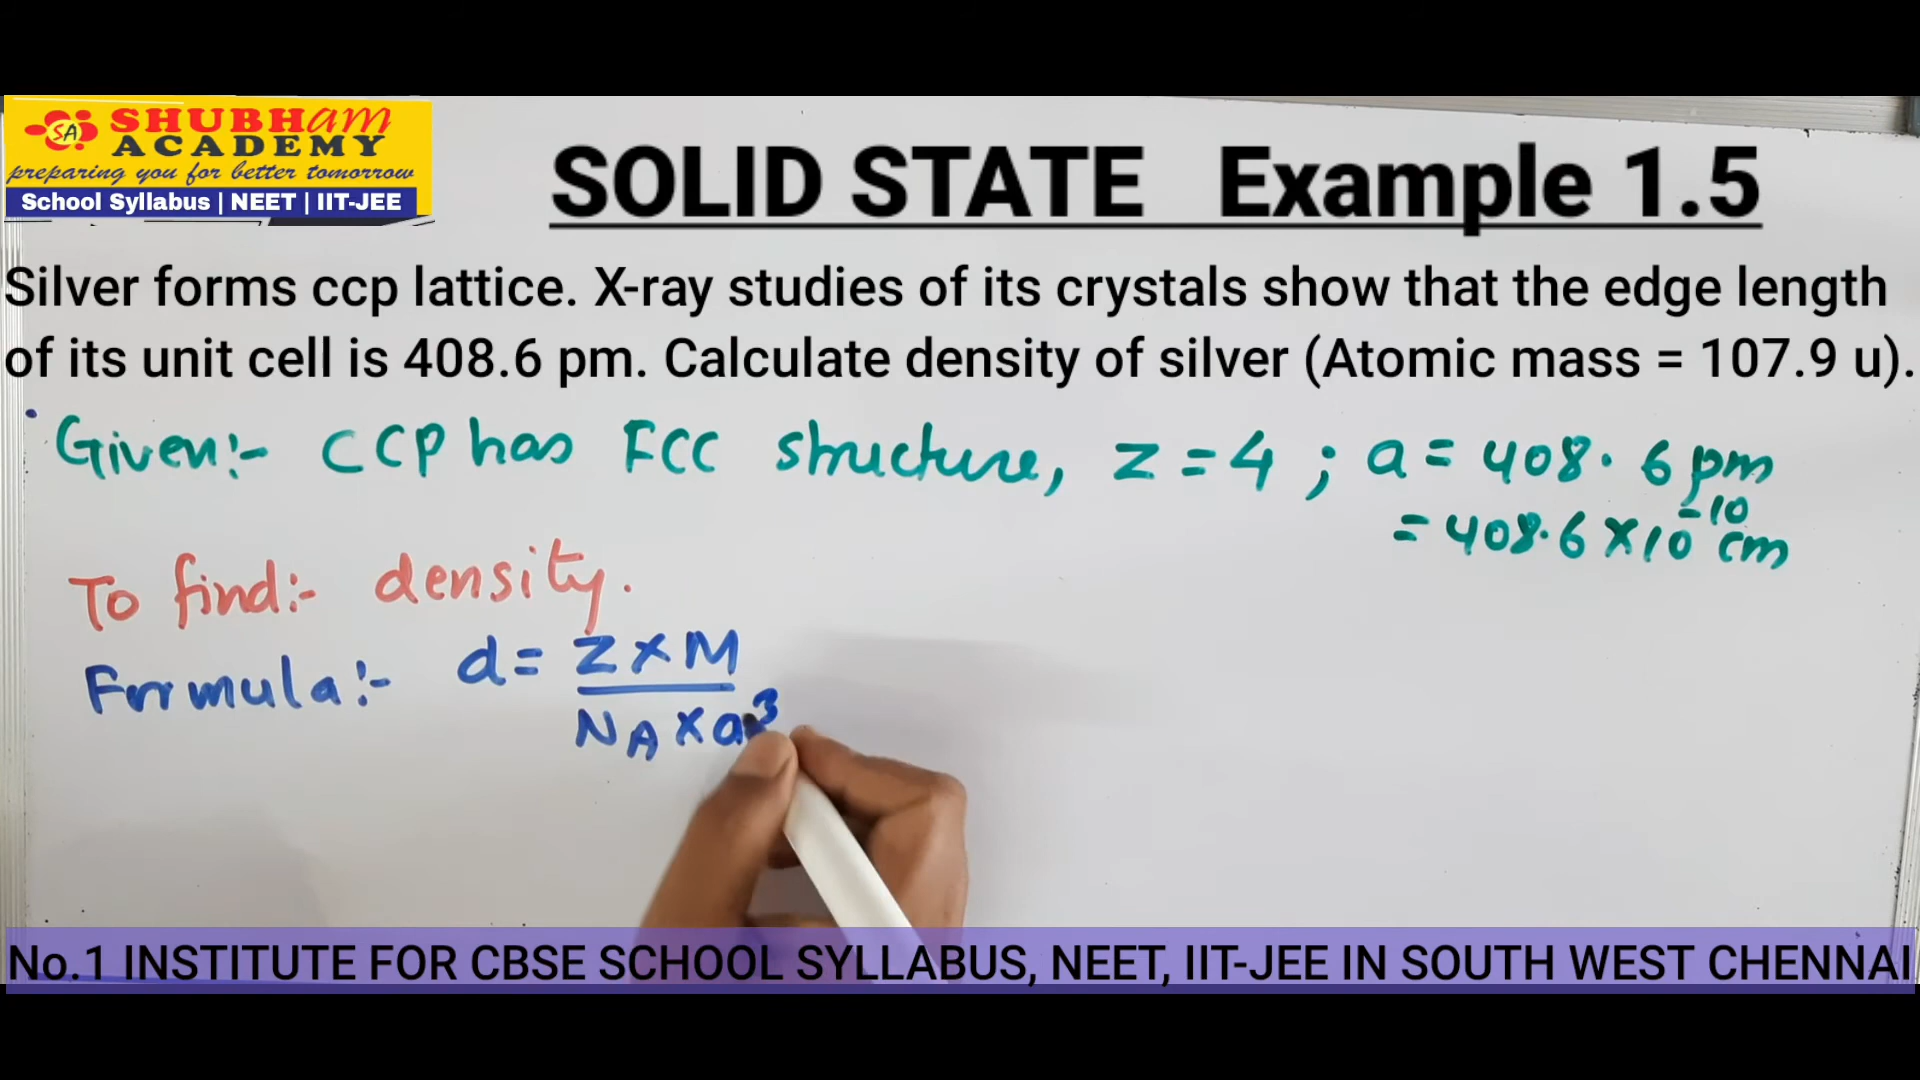 SA SHUBHAM
ACADEMY
preparing you for better tomorrow
School Syllabus | NEET | IIT-JEE
SOLID STATE Example 1.5
Silver forms ccp lattice. X-ray studies of its crystals show that the edge length
of its unit cell is 408.6 pm. Calculate density of silver (Atomic mass = 107.9 u).
Given:- CCP has FCC structure, z = 4 ; a = 408.6 pm
= 408.6 × 10⁻¹⁰ cm
To find:- density.
Formula:- d = Z × M
N_A × a³
No.1 INSTITUTE FOR CBSE SCHOOL SYLLABUS, NEET, IIT-JEE IN SOUTH WEST CHENNAI